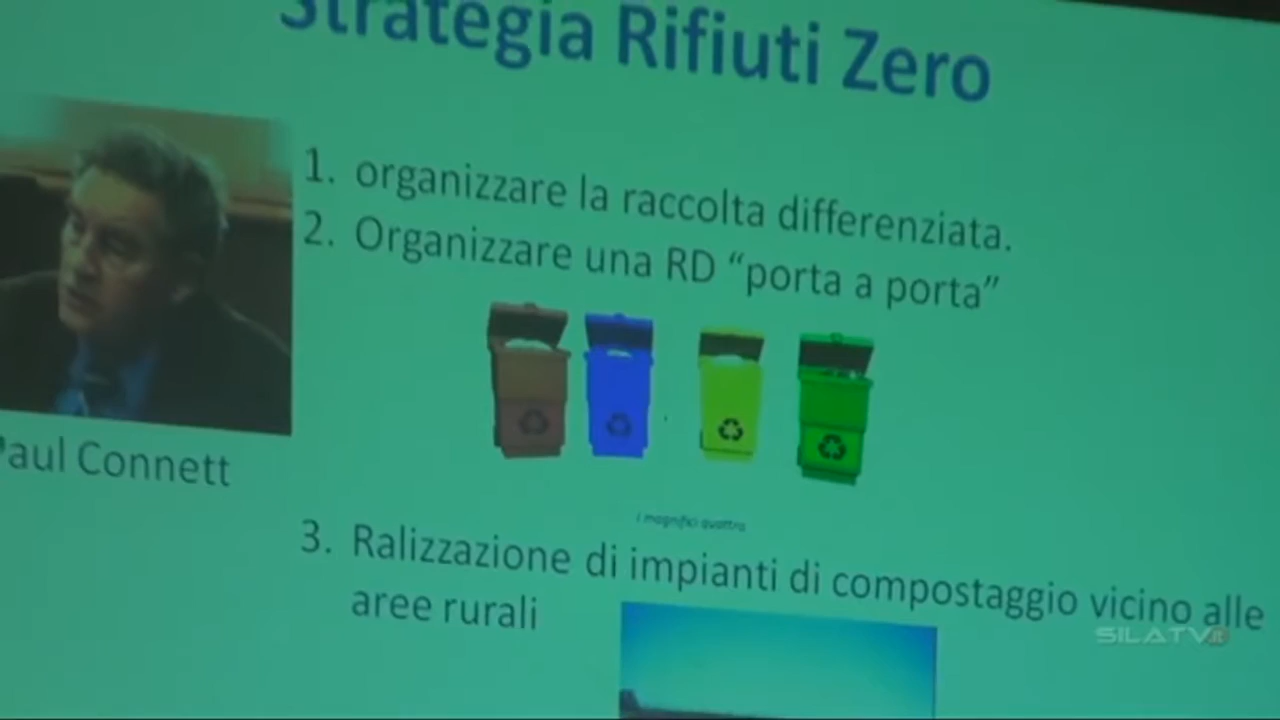 Strategia Rifiuti Zero
1. organizzare la raccolta differenziata.
2. Organizzare una RD “porta a porta”
Paul Connett
I magnifici quattro
3. Ralizzazione di impianti di compostaggio vicino alle
aree rurali
SILATV.it